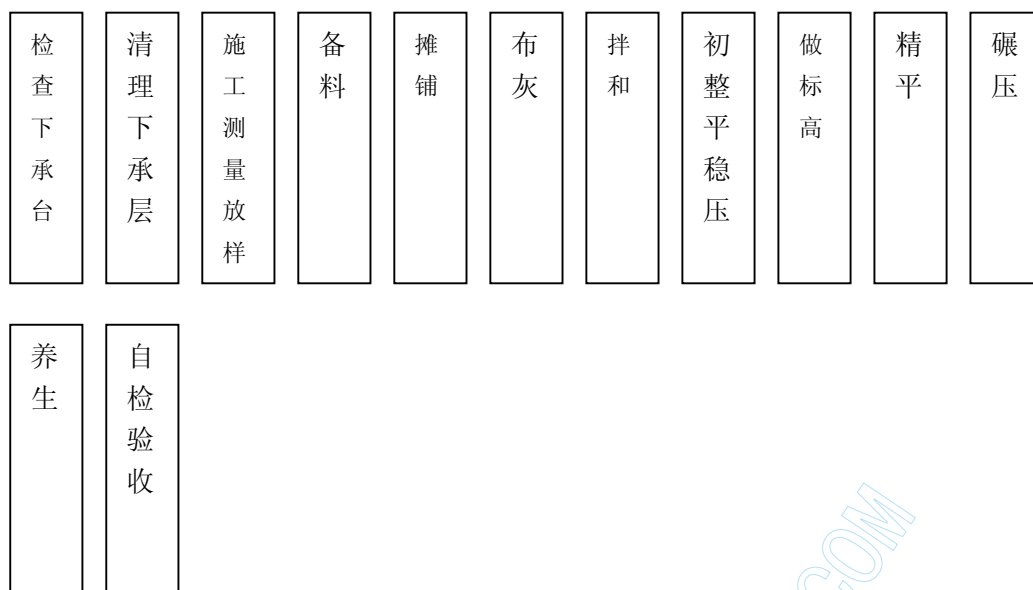 检查下承台
清理下承层
施工测量放样
备料
摊铺
布灰
拌和
初整平稳压
做标高
精平
碾压
养生
自检验收
.COM